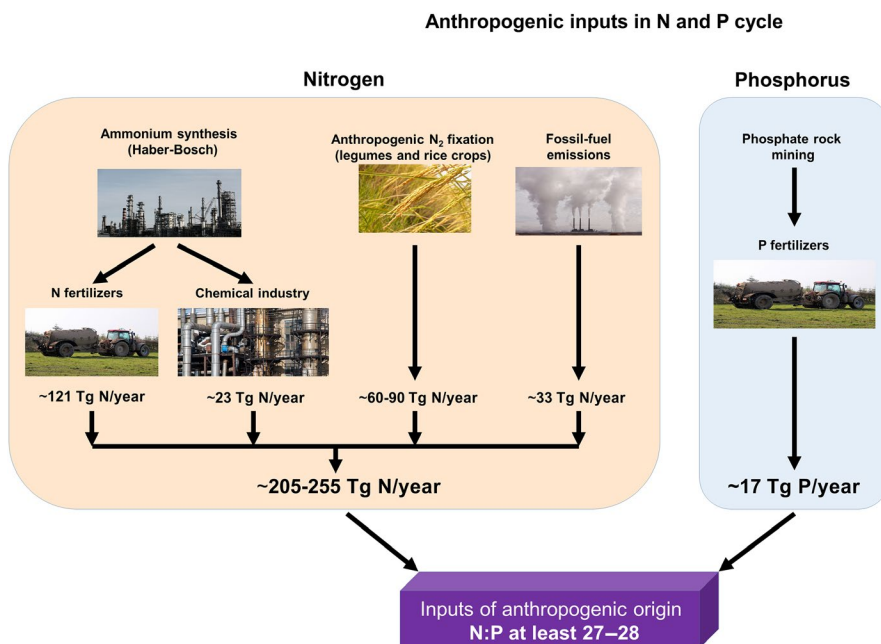 Anthropogenic inputs in N and P cycle
Nitrogen
Ammonium synthesis
(Haber-Bosch)
Anthropogenic N₂ fixation
(legumes and rice crops)
Fossil-fuel
emissions
N fertilizers
Chemical industry
~121 Tg N/year
~23 Tg N/year
~60-90 Tg N/year
~33 Tg N/year
~205-255 Tg N/year
Phosphorus
Phosphate rock
mining
P fertilizers
~17 Tg P/year
Inputs of anthropogenic origin
N:P at least 27–28